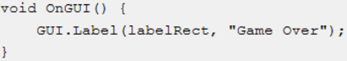 void OnGUI() {
    GUI.Label(labelRect, "Game Over");
}